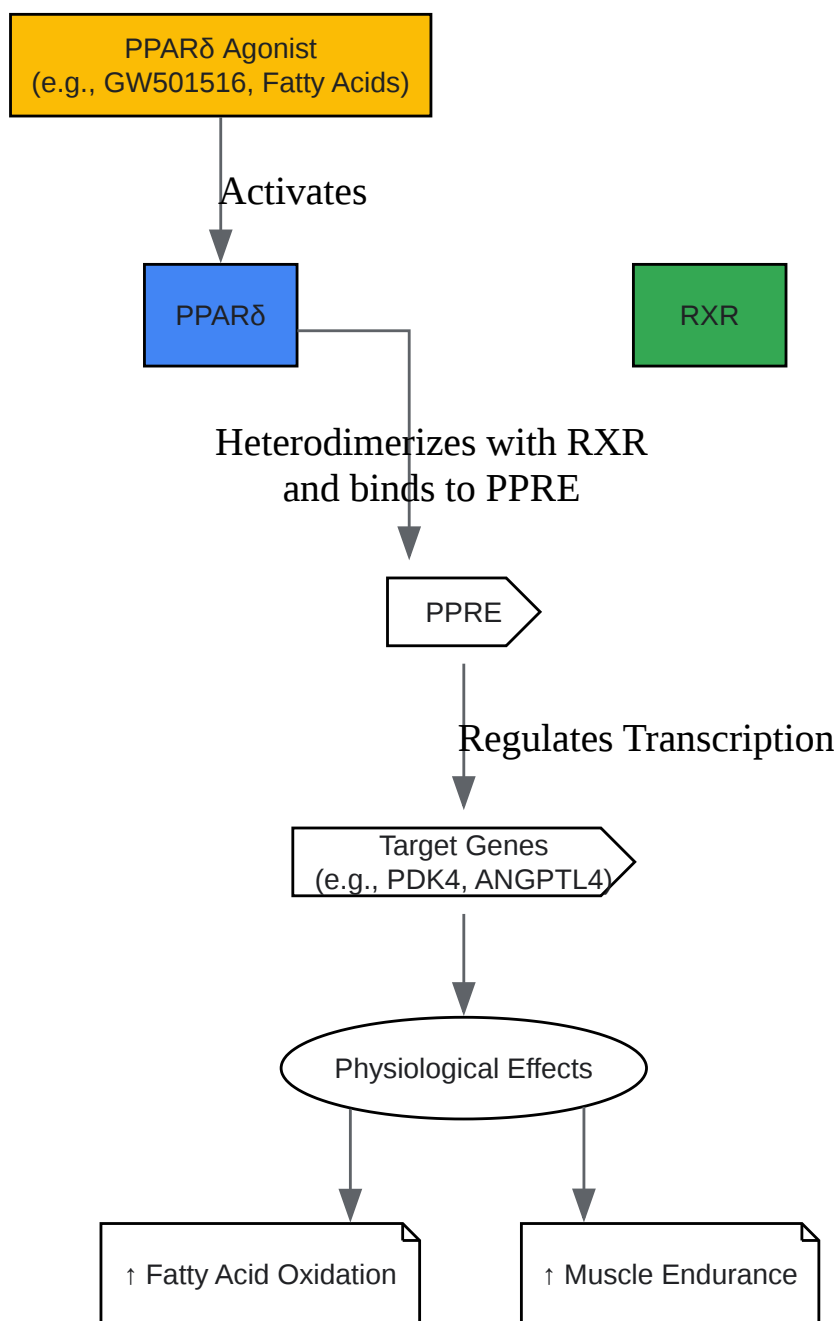 PPARδ Agonist
(e.g., GW501516, Fatty Acids)
Activates
PPARδ
RXR
Heterodimerizes with RXR
and binds to PPRE
PPRE
Regulates Transcription
Target Genes
(e.g., PDK4, ANGPTL4)
Physiological Effects
↑ Fatty Acid Oxidation
↑ Muscle Endurance